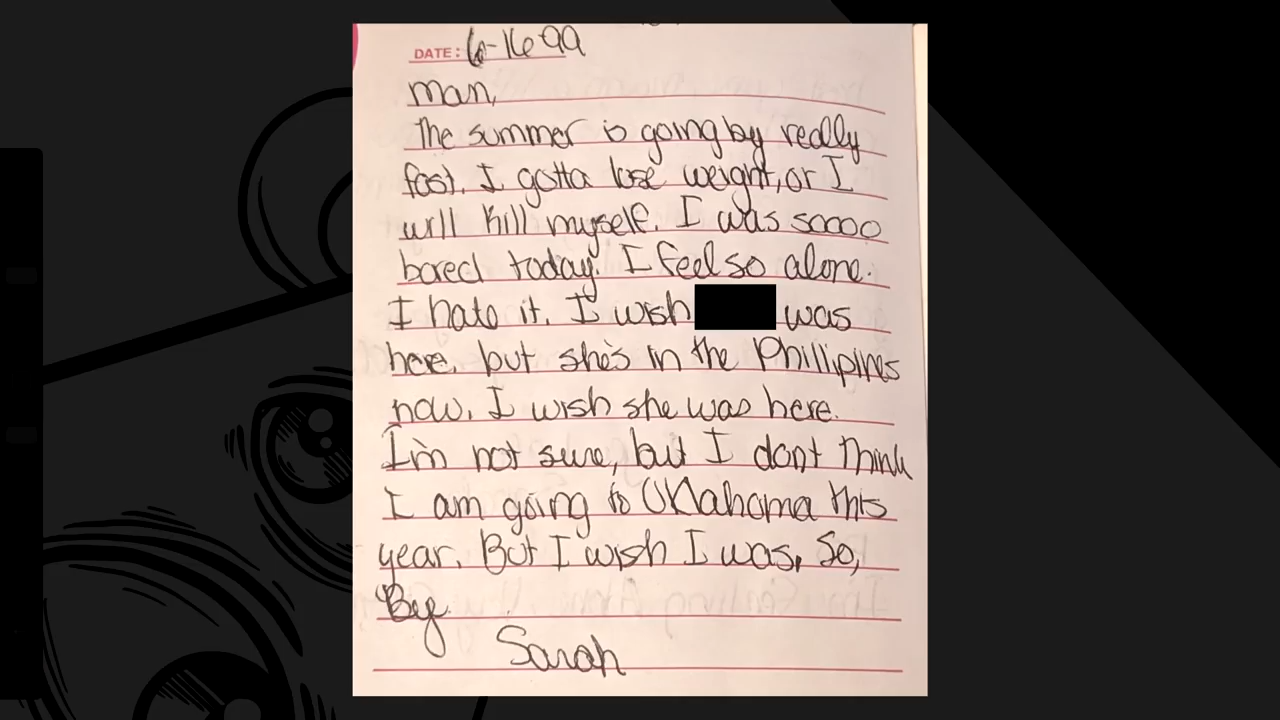 DATE: 6-16-99
Man,
The summer is going by really
fast. I gotta lose weight, or I
will kill myself. I was soooo
bored today. I feel so alone.
I hate it. I wish was
here, but she's in the Phillipines
now. I wish she was here.
I'm not sure, but I dont think
I am going to Oklahoma this
year. But I wish I was. So,
Bye
Sarah